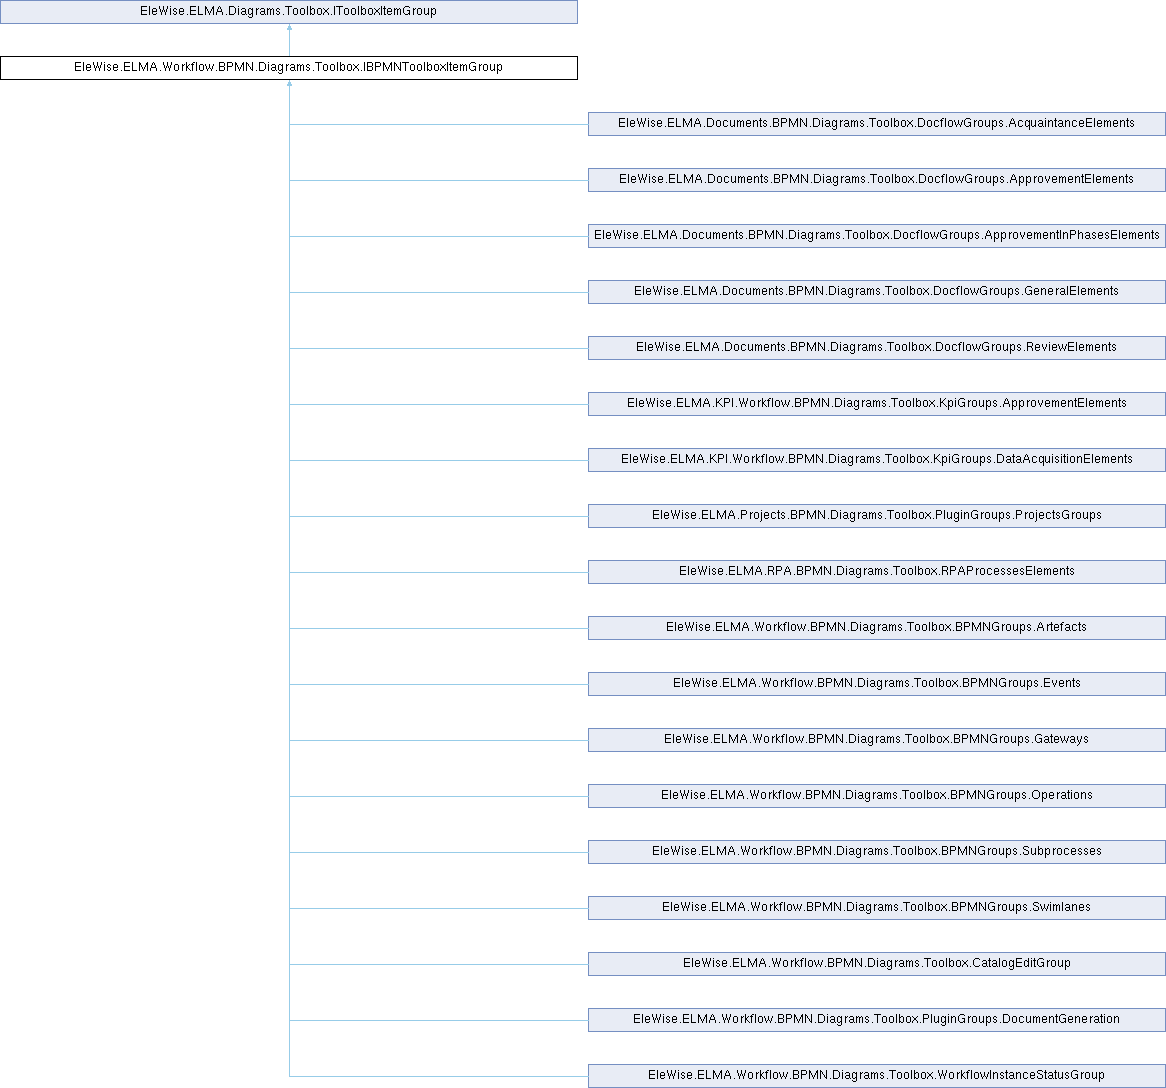 EleWise.ELMA.Diagrams.Toolbox.IToolboxItemGroup
EleWise.ELMA.Workflow.BPMN.Diagrams.Toolbox.IBPMNToolboxItemGroup
EleWise.ELMA.Documents.BPMN.Diagrams.Toolbox.DocflowGroups.AcquaintanceElements
EleWise.ELMA.Documents.BPMN.Diagrams.Toolbox.DocflowGroups.ApprovementElements
EleWise.ELMA.Documents.BPMN.Diagrams.Toolbox.DocflowGroups.ApprovementInPhasesElements
EleWise.ELMA.Documents.BPMN.Diagrams.Toolbox.DocflowGroups.GeneralElements
EleWise.ELMA.Documents.BPMN.Diagrams.Toolbox.DocflowGroups.ReviewElements
EleWise.ELMA.KPI.Workflow.BPMN.Diagrams.Toolbox.KpiGroups.ApprovementElements
EleWise.ELMA.KPI.Workflow.BPMN.Diagrams.Toolbox.KpiGroups.DataAcquisitionElements
EleWise.ELMA.Projects.BPMN.Diagrams.Toolbox.PluginGroups.ProjectsGroups
EleWise.ELMA.RPA.BPMN.Diagrams.Toolbox.RPAProcessesElements
EleWise.ELMA.Workflow.BPMN.Diagrams.Toolbox.BPMNGroups.Artefacts
EleWise.ELMA.Workflow.BPMN.Diagrams.Toolbox.BPMNGroups.Events
EleWise.ELMA.Workflow.BPMN.Diagrams.Toolbox.BPMNGroups.Gateways
EleWise.ELMA.Workflow.BPMN.Diagrams.Toolbox.BPMNGroups.Operations
EleWise.ELMA.Workflow.BPMN.Diagrams.Toolbox.BPMNGroups.Subprocesses
EleWise.ELMA.Workflow.BPMN.Diagrams.Toolbox.BPMNGroups.Swimlanes
EleWise.ELMA.Workflow.BPMN.Diagrams.Toolbox.CatalogEditGroup
EleWise.ELMA.Workflow.BPMN.Diagrams.Toolbox.PluginGroups.DocumentGeneration
EleWise.ELMA.Workflow.BPMN.Diagrams.Toolbox.WorkflowInstanceStatusGroup